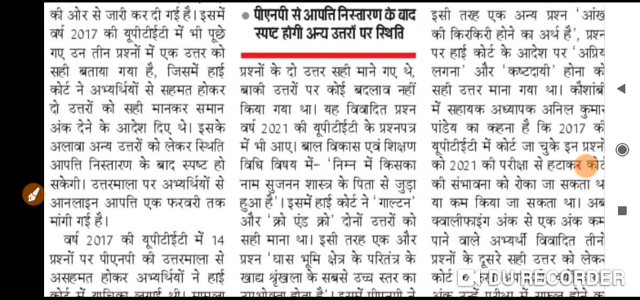 की ओर से जारी कर दी गई है। इसमें
वर्ष 2017 की यूपीटीईटी में भी पूछे
गए उन तीन प्रश्नों में एक उत्तर को
सही बताया गया है, जिसमें हाई
कोर्ट ने अभ्यर्थियों से सहमत होकर
दो उत्तरों को सही मानकर समान
अंक देने के आदेश दिए थे। इसके
अलावा अन्य उत्तरों को लेकर स्थिति
आपत्ति निस्तारण के बाद स्पष्ट हो
सकेगी। उत्तरमाला पर अभ्यर्थियों से
आनलाइन आपत्ति एक फरवरी तक
मांगी गई है।
वर्ष 2017 की यूपीटीईटी में 14
प्रश्नों पर पीएनपी की उत्तरमाला से
असहमत होकर अभ्यर्थियों ने हाई
कोर्ट में याचिका लगाई थी। मामला
• पीएनपी से आपत्ति निस्तारण के बाद
स्पष्ट होगी अन्य उत्तरों पर स्थिति
प्रश्नों के दो उत्तर सही माने गए थे,
बाकी उत्तरों पर कोई बदलाव नहीं
किया गया था। यह विवादित प्रश्न
वर्ष 2021 की यूपीटीईटी के प्रश्नपत्र
में भी आए। बाल विकास एवं शिक्षण
विधि विषय में- 'निम्न में किसका
नाम सुजनन शास्त्र के पिता से जुड़ा
हुआ है'। इसमें हाई कोर्ट ने 'गाल्टन'
और 'क्रो एंड क्रो' दोनों उत्तरों को
सही माना था। इसी तरह एक और
प्रश्न 'घास भूमि क्षेत्र के परितंत्र के
खाद्य श्रृंखला के सबसे उच्च स्तर का
उपभोक्ता होता है'। इसमें पीएनपी ने
इसी तरह एक अन्य प्रश्न 'आंख
की किरकिरी होने का अर्थ है', प्रश्न
पर हाई कोर्ट के आदेश पर 'अप्रिय
लगना' और 'कष्टदायी' होना को
सही उत्तर माना गया था। कौशांबी
में सहायक अध्यापक अनिल कुमार
पांडेय का कहना है कि 2017 की
यूपीटीईटी में कोर्ट जा चुके इन प्रश्नों
को 2021 की परीक्षा से हटाकर कोर्ट
की संभावना को रोका जा सकता था
या कम किया जा सकता था। अब
क्वालीफाइंग अंक से एक अंक कम
पाने वाले अभ्यर्थी विवादित तीनों
प्रश्नों के दूसरे सही उत्तर को लेकर
कोर्ट
DU RECORDER